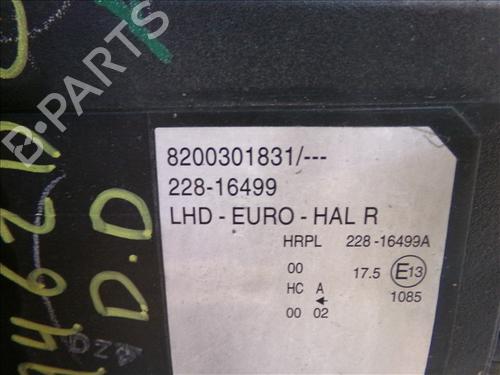 8200301831/---
228-16499
LHD - EURO - HAL R
HRPL 228-16499A
00 17.5 E13
HC A 1085
00 02
B-PARTS
D.D